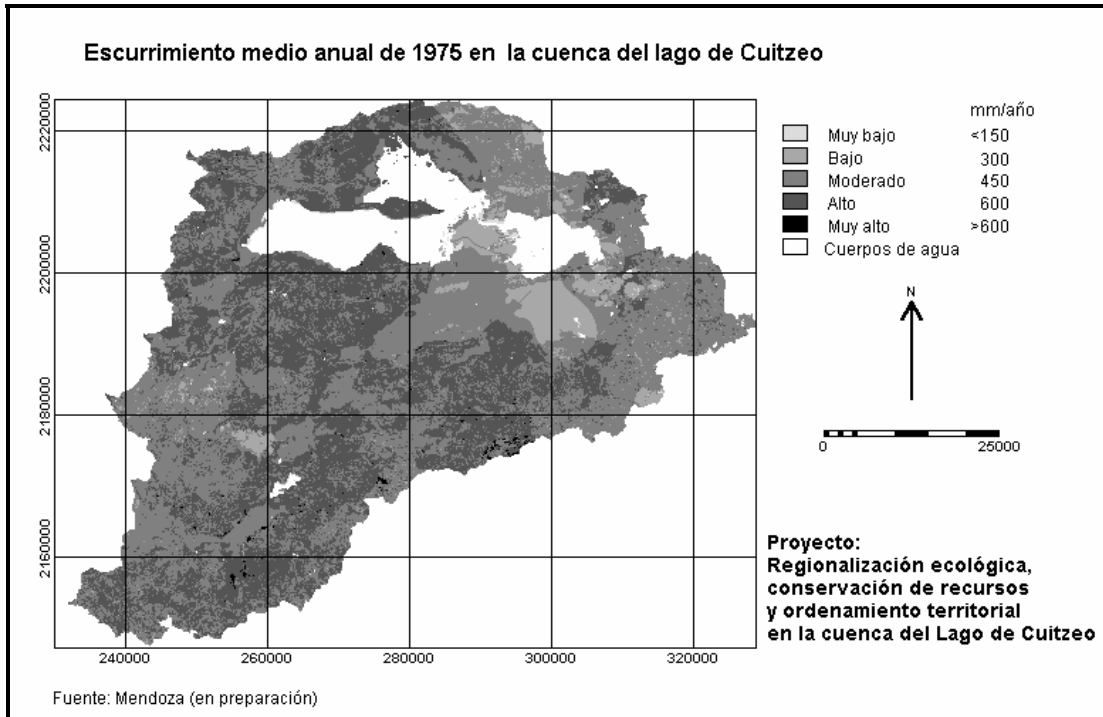 Escurrimiento medio anual de 1975 en la cuenca del lago de Cuitzeo
mm/año
Muy bajo <150
Bajo 300
Moderado 450
Alto 600
Muy alto >600
Cuerpos de agua
N
0 25000
2220000
2200000
2180000
2160000
240000 260000 280000 300000 320000
Proyecto:
Regionalización ecológica,
conservación de recursos
y ordenamiento territorial
en la cuenca del Lago de Cuitzeo
Fuente: Mendoza (en preparación)